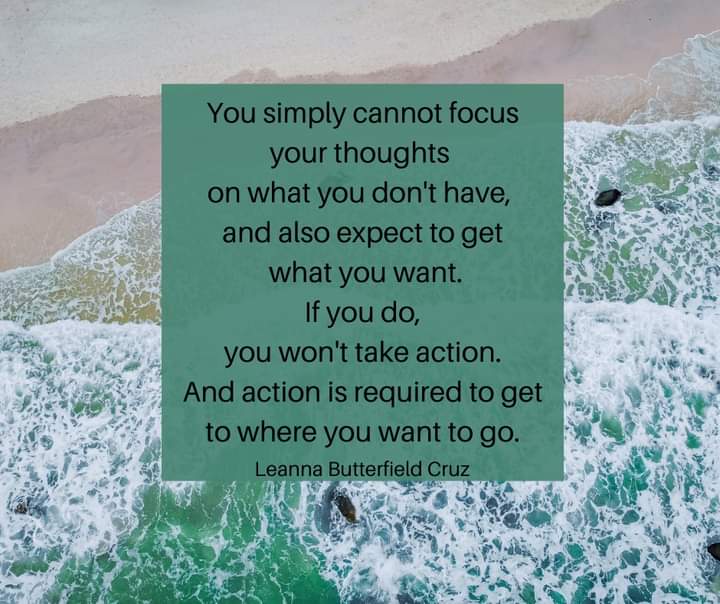 You simply cannot focus
your thoughts
on what you don't have,
and also expect to get
what you want.
If you do,
you won't take action.
And action is required to get
to where you want to go.
Leanna Butterfield Cruz